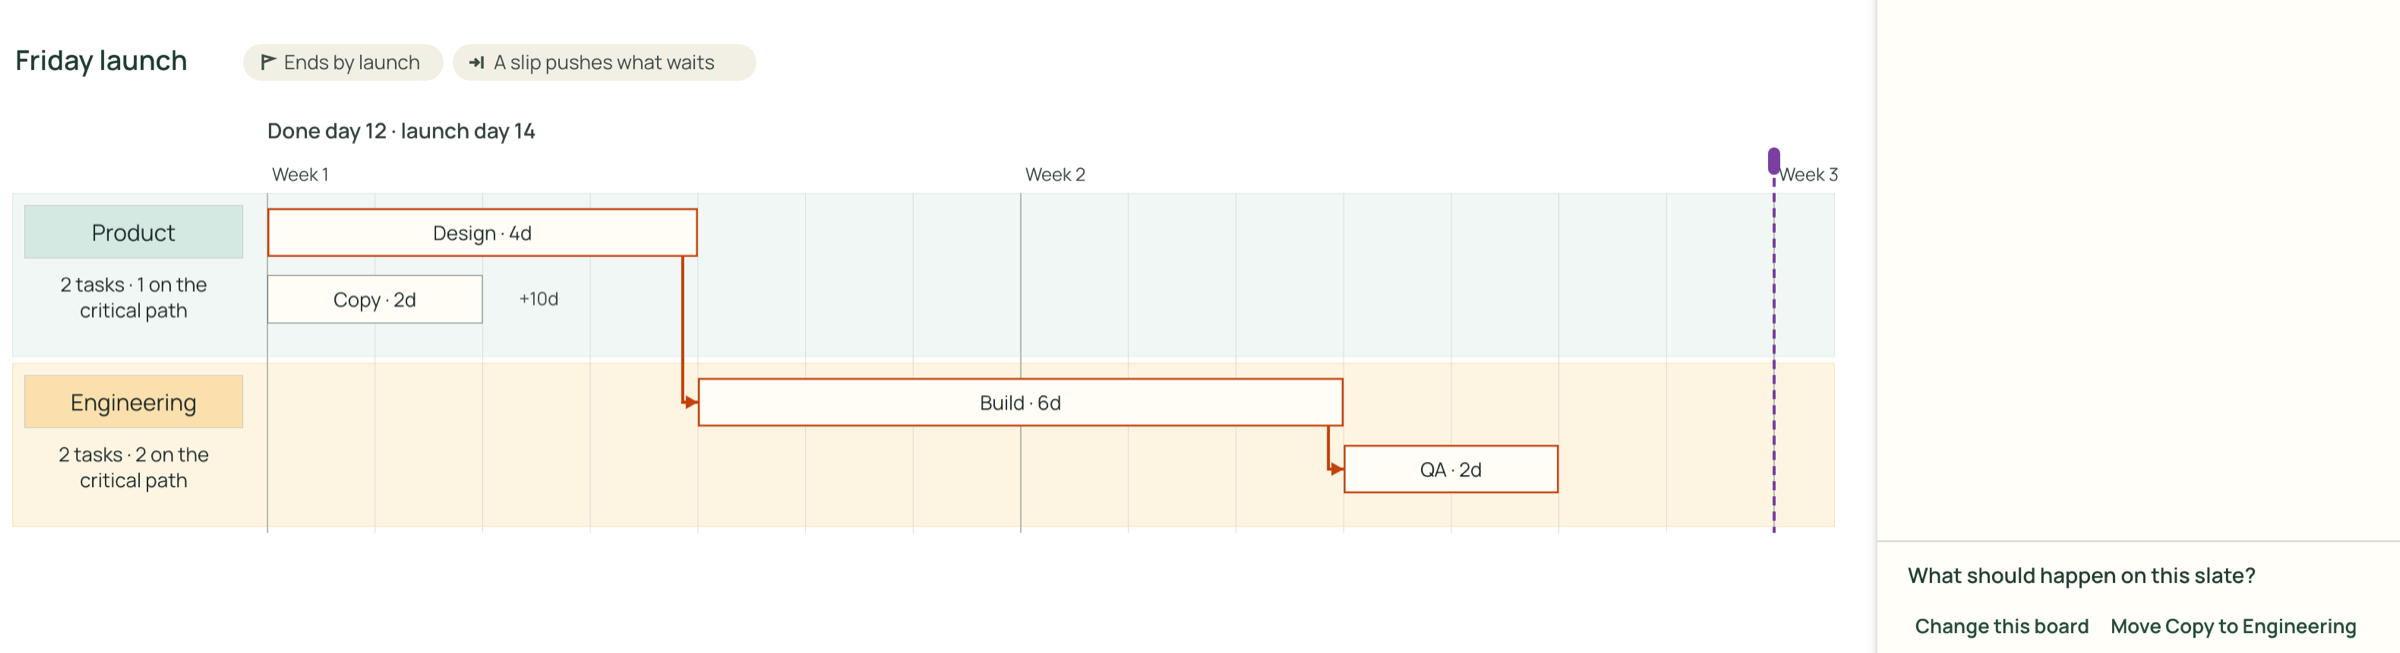 Friday launch
Ends by launch
A slip pushes what waits
Done day 12 · launch day 14
Week 1
Week 2
Week 3
Product
Design · 4d
2 tasks · 1 on the
critical path
Copy · 2d
+10d
Engineering
Build · 6d
2 tasks · 2 on the
critical path
QA · 2d
What should happen on this slate?
Change this board
Move Copy to Engineering